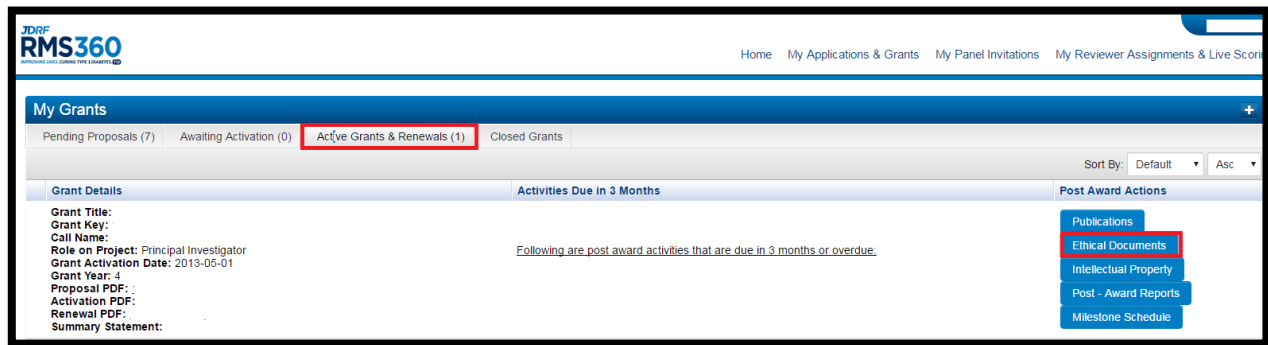 JDRF
RMS360
IMPROVING LIVES. CURING TYPE 1 DIABETES.
Home My Applications & Grants My Panel Invitations My Reviewer Assignments & Live Scori
My Grants
+
Pending Proposals (7) Awaiting Activation (0) Active Grants & Renewals (1) Closed Grants
Sort By: Default Asc
Grant Details Activities Due in 3 Months Post Award Actions
Grant Title:
Grant Key:
Call Name:
Role on Project: Principal Investigator
Grant Activation Date: 2013-05-01
Grant Year: 4
Proposal PDF:
Activation PDF:
Renewal PDF:
Summary Statement:
Following are post award activities that are due in 3 months or overdue:
Publications
Ethical Documents
Intellectual Property
Post - Award Reports
Milestone Schedule